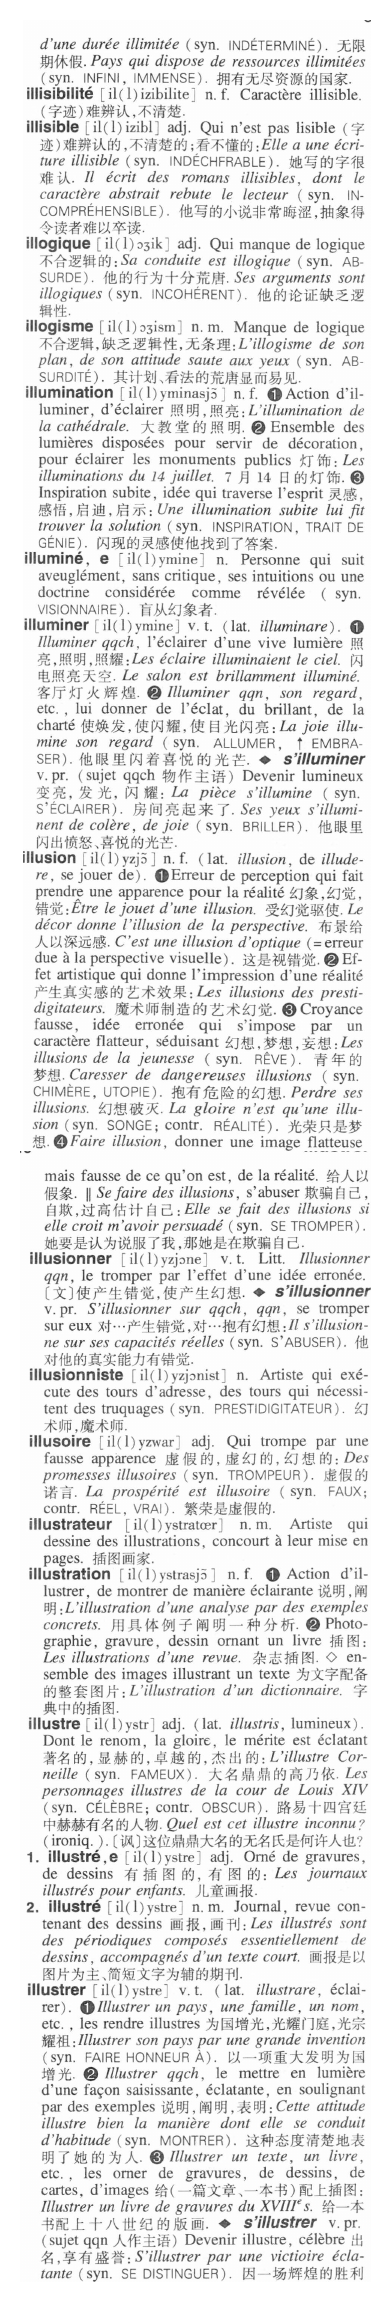 d'une durée illimitée (syn. INDÉTERMINÉ). 无限
期休假. Pays qui dispose de ressources illimitées
(syn. INFINI, IMMENSE). 拥有无尽资源的国家.
illisibilité [il(l)izibilite] n. f. Caractère illisible.
(字迹)难辨认,不清楚.
illisible [il(l)izibl] adj. Qui n'est pas lisible (字
迹)难辨认的,不清楚的;看不懂的:Elle a une écri-
ture illisible (syn. INDÉCHFRABLE). 她写的字很
难认. Il écrit des romans illisibles, dont le
caractère abstrait rebute le lecteur (syn. IN-
COMPRÉHENSIBLE). 他写的小说非常晦涩,抽象得
令读者难以卒读.
illogique [il(l)ɔʒik] adj. Qui manque de logique
不合逻辑的:Sa conduite est illogique (syn. AB-
SURDE). 他的行为十分荒唐. Ses arguments sont
illogiques (syn. INCOHÉRENT). 他的论证缺乏逻
辑性.
illogisme [il(l)ɔʒism] n. m. Manque de logique
不合逻辑,缺乏逻辑性,无条理:L'illogisme de son
plan, de son attitude saute aux yeux (syn. AB-
SURDITÉ). 其计划、看法的荒唐显而易见.
illumination [il(l)yminasjɔ̃] n. f. ❶ Action d'il-
luminer, d'éclairer 照明,照亮:L'illumination de
la cathédrale. 大教堂的照明. ❷ Ensemble des
lumières disposées pour servir de décoration,
pour éclairer les monuments publics 灯饰:Les
illuminations du 14 juillet. 7 月 14 日的灯饰. ❸
Inspiration subite, idée qui traverse l'esprit 灵感,
感悟,启迪,启示:Une illumination subite lui fit
trouver la solution (syn. INSPIRATION, TRAIT DE
GÉNIE). 闪现的灵感使他找到了答案.
illuminé, e [il(l)ymine] n. Personne qui suit
aveuglément, sans critique, ses intuitions ou une
doctrine considérée comme révélée (syn.
VISIONNAIRE). 盲从幻象者.
illuminer [il(l)ymine] v. t. (lat. illuminare). ❶
Illuminer qqch, l'éclairer d'une vive lumière 照
亮,照明,照耀:Les éclaire illuminaient le ciel. 闪
电照亮天空. Le salon est brillamment illuminé.
客厅灯火辉煌. ❷ Illuminer qqn, son regard,
etc., lui donner de l'éclat, du brillant, de la
charté 使焕发,使闪耀,使目光闪亮:La joie illu-
mine son regard (syn. ALLUMER, ↑ EMBRA-
SER). 他眼里闪着喜悦的光芒. ◆ s'illuminer
v. pr. (sujet qqch 物作主语) Devenir lumineux
变亮,发光,闪耀:La pièce s'illumine (syn.
S'ÉCLAIRER). 房间亮起来了. Ses yeux s'illumi-
nent de colère, de joie (syn. BRILLER). 他眼里
闪出愤怒、喜悦的光芒.
illusion [il(l)yzjɔ̃] n. f. (lat. illusion, de illude-
re, se jouer de). ❶Erreur de perception qui fait
prendre une apparence pour la réalité 幻象,幻觉,
错觉:Être le jouet d'une illusion. 受幻觉驱使. Le
décor donne l'illusion de la perspective. 布景给
人以深远感. C'est une illusion d'optique (=erreur
due à la perspective visuelle). 这是视错觉. ❷Ef-
fet artistique qui donne l'impression d'une réalité
产生真实感的艺术效果:Les illusions des presti-
digitateurs. 魔术师制造的艺术幻觉. ❸ Croyance
fausse, idée erronée qui s'impose par un
caractère flatteur, séduisant 幻想,梦想,妄想:Les
illusions de la jeunesse (syn. RÊVE). 青年的
梦想. Caresser de dangereuses illusions (syn.
CHIMÈRE, UTOPIE). 抱有危险的幻想. Perdre ses
illusions. 幻想破灭. La gloire n'est qu'une illu-
sion (syn. SONGE; contr. RÉALITÉ). 光荣只是梦
想. ❹Faire illusion, donner une image flatteuse
mais fausse de ce qu'on est, de la réalité. 给人以
假象. ‖ Se faire des illusions, s'abuser 欺骗自己,
自欺,过高估计自己:Elle se fait des illusions si
elle croit m'avoir persuadé (syn. SE TROMPER).
她要是认为说服了我,那她是在欺骗自己.
illusionner [il(l)yzjɔne] v. t. Litt. Illusionner
qqn, le tromper par l'effet d'une idée erronée.
[文]使产生错觉,使产生幻想. ◆ s'illusionner
v. pr. S'illusionner sur qqch, qqn, se tromper
sur eux 对…产生错觉,对…抱有幻想:Il s'illusion-
ne sur ses capacités réelles (syn. S'ABUSER). 他
对他的真实能力有错觉.
illusionniste [il(l)yzjɔnist] n. Artiste qui exé-
cute des tours d'adresse, des tours qui nécessi-
tent des truquages (syn. PRESTIDIGITATEUR). 幻
术师,魔术师.
illusoire [il(l)yzwar] adj. Qui trompe par une
fausse apparence 虚假的,虚幻的,幻想的:Des
promesses illusoires (syn. TROMPEUR). 虚假的
诺言. La prospérité est illusoire (syn. FAUX;
contr. RÉEL, VRAI). 繁荣是虚假的.
illustrateur [il(l)ystratœr] n. m. Artiste qui
dessine des illustrations, concourt à leur mise en
pages. 插图画家.
illustration [il(l)ystrasjɔ̃] n. f. ❶ Action d'il-
lustrer, de montrer de manière éclairante 说明,阐
明:L'illustration d'une analyse par des exemples
concrets. 用具体例子阐明一种分析. ❷ Photo-
graphie, gravure, dessin ornant un livre 插图:
Les illustrations d'une revue. 杂志插图. ◇ en-
semble des images illustrant un texte 为文字配备
的整套图片:L'illustration d'un dictionnaire. 字
典中的插图.
illustre [il(l)ystr] adj. (lat. illustris, lumineux).
Dont le renom, la gloire, le mérite est éclatant
著名的,显赫的,卓越的,杰出的:L'illustre Cor-
neille (syn. FAMEUX). 大名鼎鼎的高乃依. Les
personnages illustres de la cour de Louis XIV
(syn. CÉLÈBRE; contr. OBSCUR). 路易十四宫廷
中赫赫有名的人物. Quel est cet illustre inconnu?
(ironiq.). [讽]这位鼎鼎大名的无名氏是何许人也?
1. illustré,e [il(l)ystre] adj. Orné de gravures,
de dessins 有插图的,有图的:Les journaux
illustrés pour enfants. 儿童画报.
2. illustré [il(l)ystre] n. m. Journal, revue con-
tenant des dessins 画报,画刊:Les illustrés sont
des périodiques composés essentiellement de
dessins, accompagnés d'un texte court. 画报是以
图片为主、简短文字为辅的期刊.
illustrer [il(l)ystre] v. t. (lat. illustrare, éclai-
rer). ❶Illustrer un pays, une famille, un nom,
etc., les rendre illustres 为国增光,光耀门庭,光宗
耀祖:Illustrer son pays par une grande invention
(syn. FAIRE HONNEUR À). 以一项重大发明为国
增光. ❷ Illustrer qqch, le mettre en lumière
d'une façon saisissante, éclatante, en soulignant
par des exemples 说明,阐明,表明:Cette attitude
illustre bien la manière dont elle se conduit
d'habitude (syn. MONTRER). 这种态度清楚地表
明了她的为人. ❸ Illustrer un texte, un livre,
etc., les orner de gravures, de dessins, de
cartes, d'images 给(一篇文章、一本书)配上插图:
Illustrer un livre de gravures du XVIIIᵉ s. 给一本
书配上十八世纪的版画. ◆ s'illustrer v. pr.
(sujet qqn 人作主语) Devenir illustre, célèbre 出
名,享有盛誉:S'illustrer par une victioire écla-
tante (syn. SE DISTINGUER). 因一场辉煌的胜利